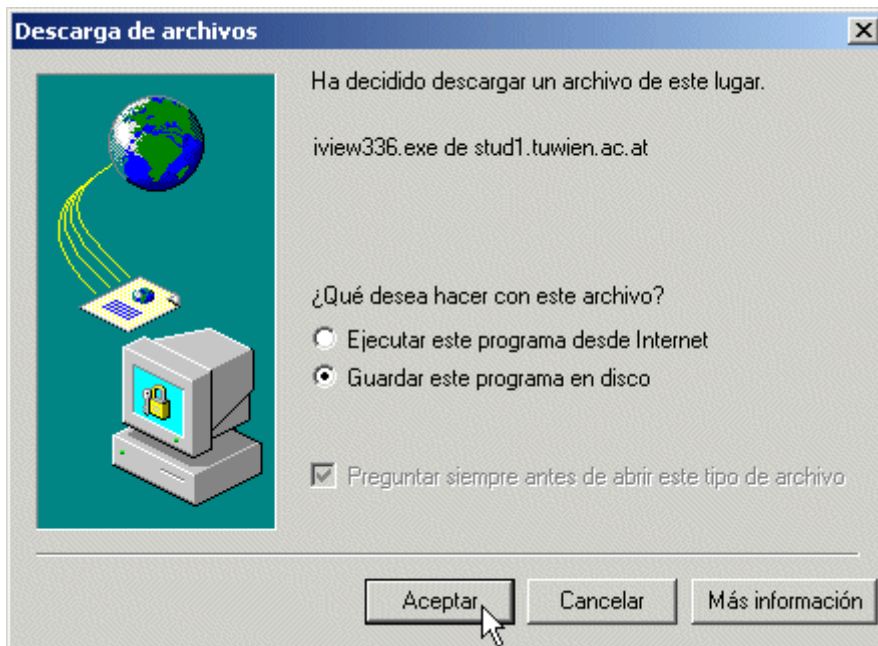 Descarga de archivos
Ha decidido descargar un archivo de este lugar.
iview336.exe de stud1.tuwien.ac.at
¿Qué desea hacer con este archivo?
Ejecutar este programa desde Internet
Guardar este programa en disco
Preguntar siempre antes de abrir este tipo de archivo
Aceptar Cancelar Más información